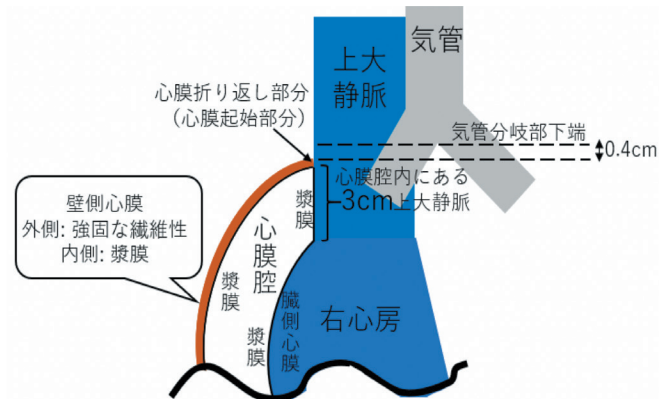 気管
上大
静脈
心膜折り返し部分
（心膜起始部分）
気管分岐部下端
0.4cm
心膜腔内にある
3cm上大静脈
漿膜
壁側心膜
外側: 強固な繊維性
内側: 漿膜
心膜腔
漿膜
臓側心膜
右心房
漿膜